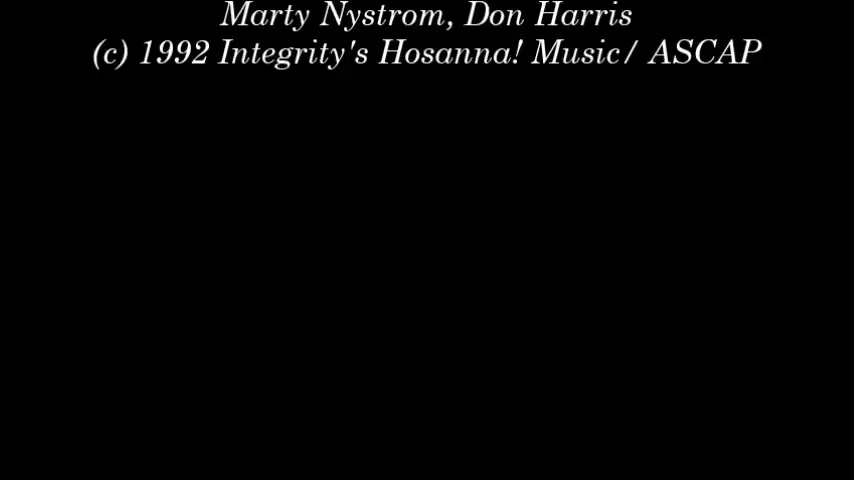 Marty Nystrom, Don Harris
(c) 1992 Integrity's Hosanna! Music/ ASCAP